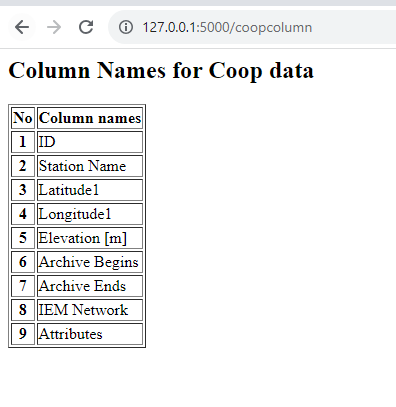 127.0.0.1:5000/coopcolumn
Column Names for Coop data
No Column names
1 ID
2 Station Name
3 Latitude1
4 Longitude1
5 Elevation [m]
6 Archive Begins
7 Archive Ends
8 IEM Network
9 Attributes